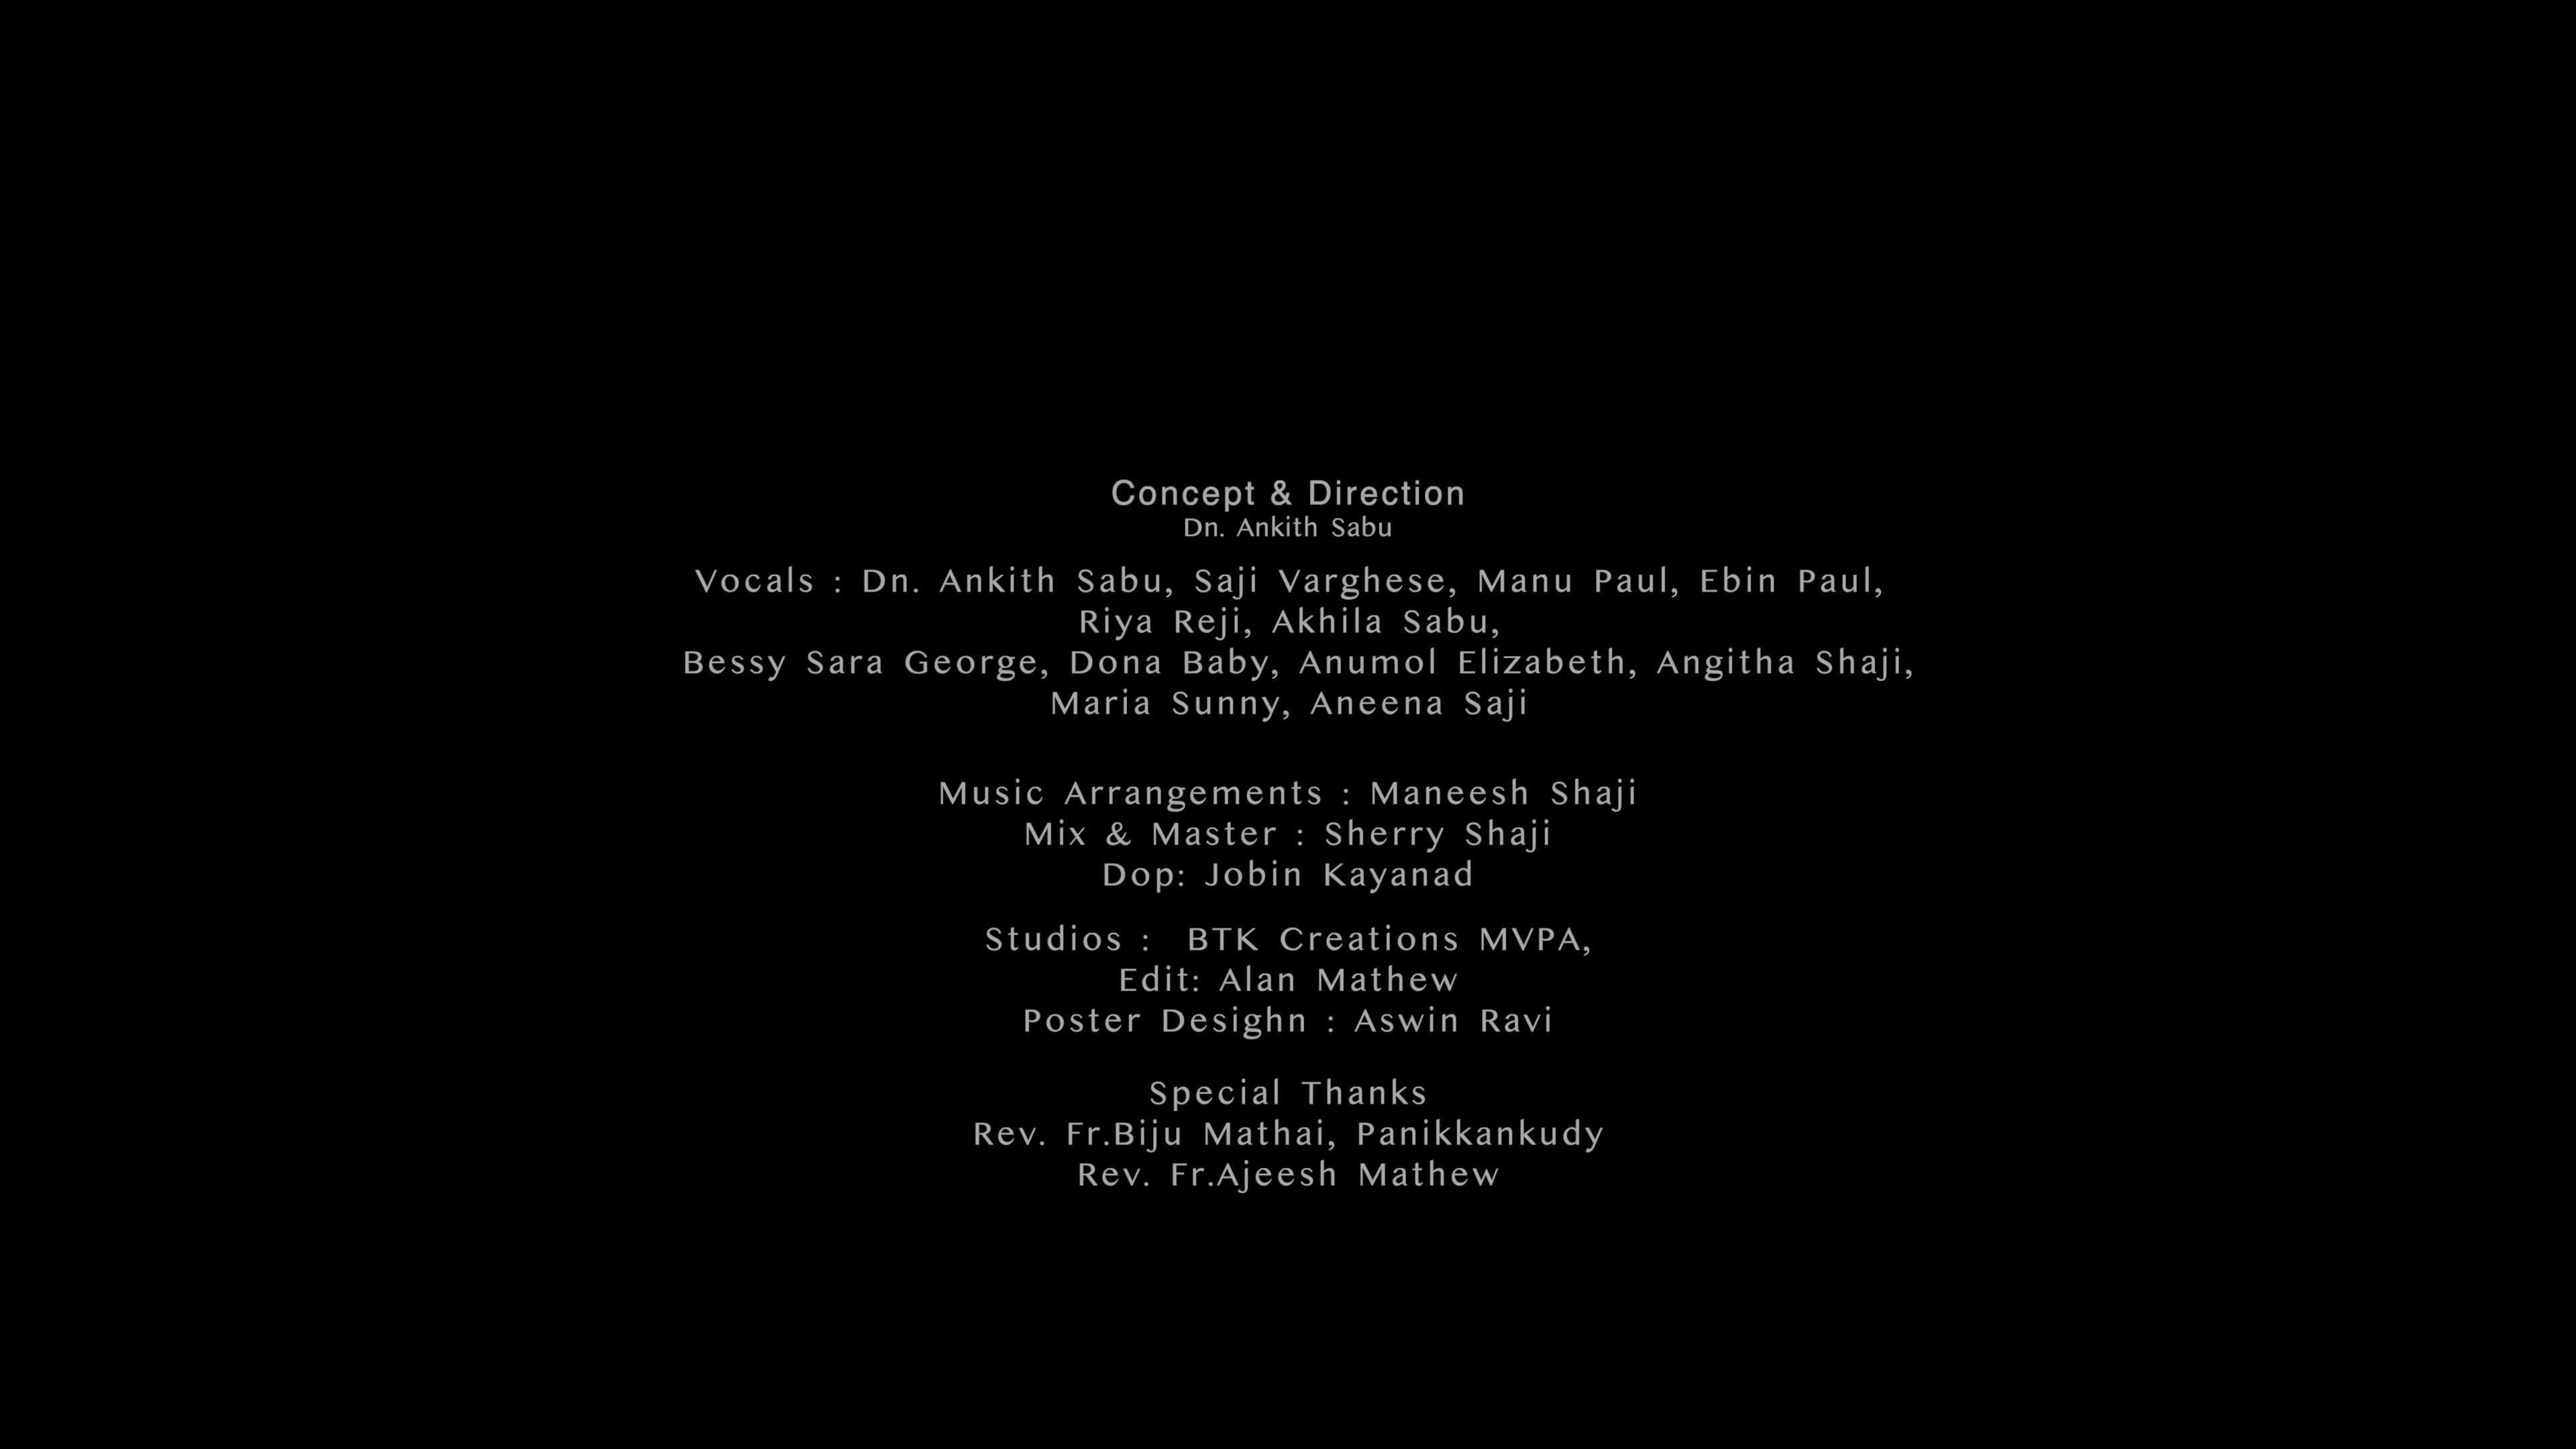 Concept & Direction
Dn. Ankith Sabu
Vocals : Dn. Ankith Sabu, Saji Varghese, Manu Paul, Ebin Paul,
Riya Reji, Akhila Sabu,
Bessy Sara George, Dona Baby, Anumol Elizabeth, Angitha Shaji,
Maria Sunny, Aneena Saji
Music Arrangements : Maneesh Shaji
Mix & Master : Sherry Shaji
Dop: Jobin Kayanad
Studios :  BTK Creations MVPA,
Edit: Alan Mathew
Poster Desighn : Aswin Ravi
Special Thanks
Rev. Fr.Biju Mathai, Panikkankudy
Rev. Fr.Ajeesh Mathew